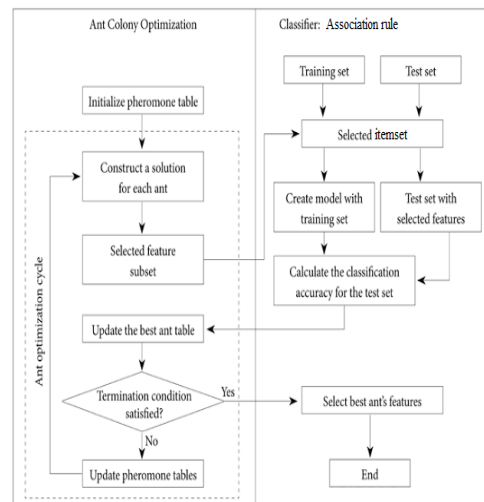 Ant Colony Optimization
Classifier: Association rule
Training set
Test set
Initialize pheromone table
Selected itemset
Construct a solution
for each ant
Create model with
training set
Test set with
selected features
Selected feature
subset
Calculate the classification
accuracy for the test set
Ant optimization cycle
Update the best ant table
Termination condition
satisfied?
Yes
Select best ant's features
No
Update pheromone tables
End